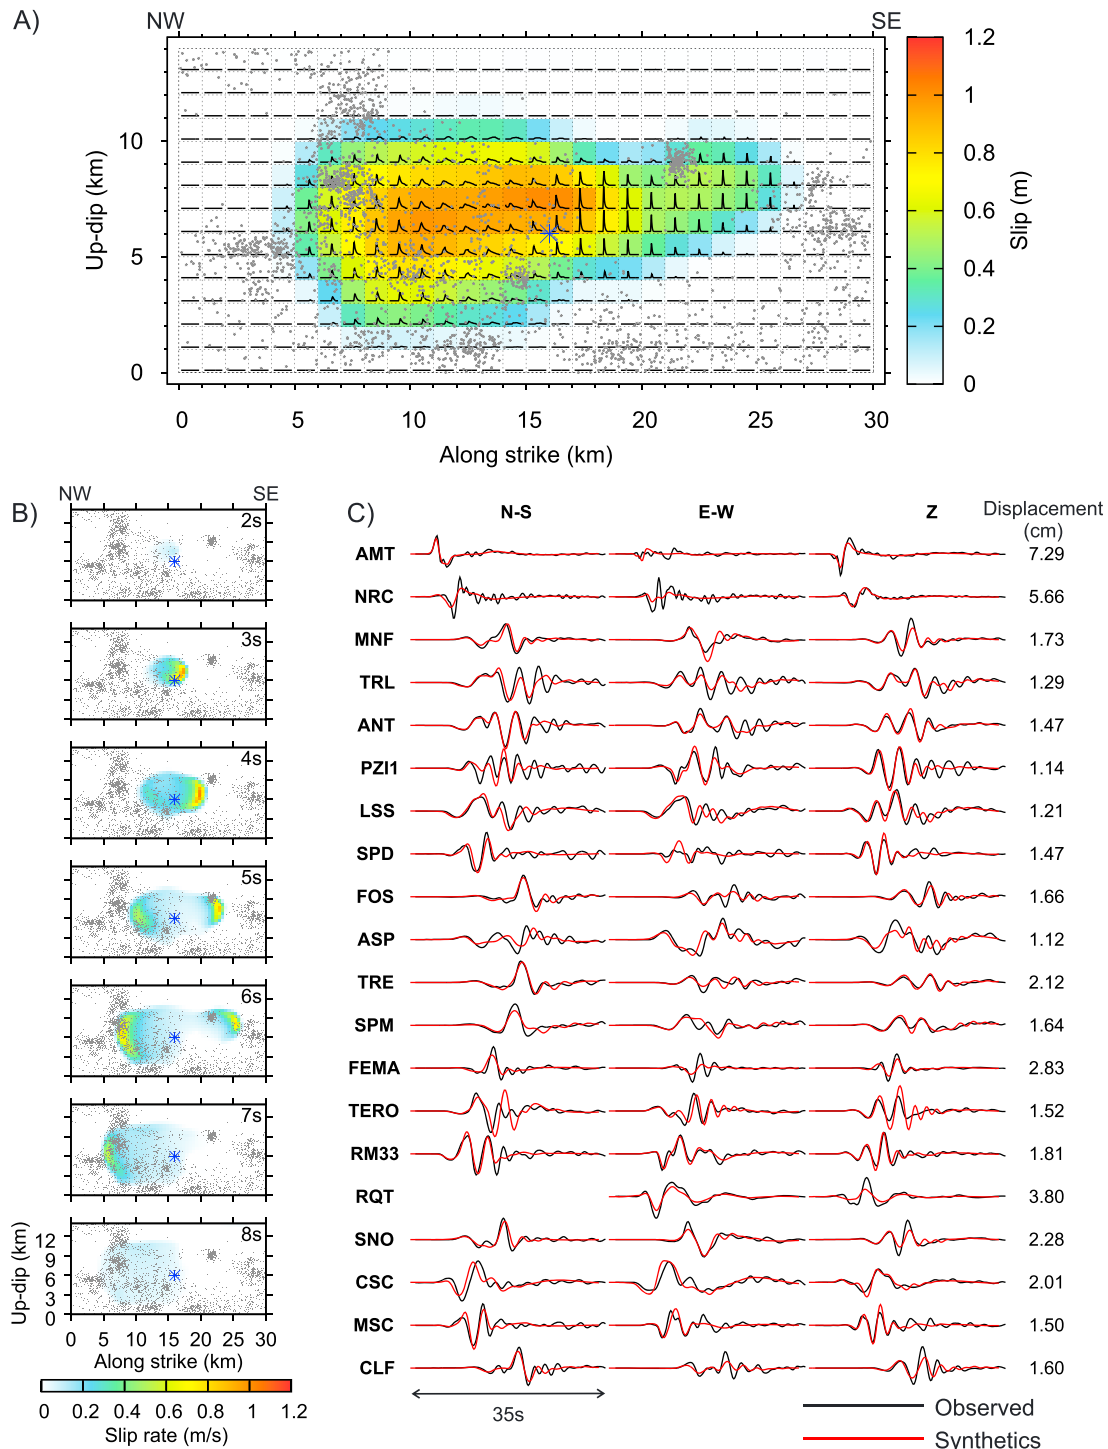 A)
NW
SE
Up-dip (km)
10
5
0
0 5 10 15 20 25 30
Along strike (km)
1.2
1
0.8
0.6
0.4
0.2
0
Slip (m)
B)
NW
SE
2s
3s
4s
5s
6s
7s
8s
Up-dip (km)
12
9
6
3
0
0 5 10 15 20 25 30
Along strike (km)
0 0.2 0.4 0.6 0.8 1 1.2
Slip rate (m/s)
C)
N-S E-W Z Displacement
(cm)
AMT 7.29
NRC 5.66
MNF 1.73
TRL 1.29
ANT 1.47
PZI1 1.14
LSS 1.21
SPD 1.47
FOS 1.66
ASP 1.12
TRE 2.12
SPM 1.64
FEMA 2.83
TERO 1.52
RM33 1.81
RQT 3.80
SNO 2.28
CSC 2.01
MSC 1.50
CLF 1.60
35s
Observed
Synthetics